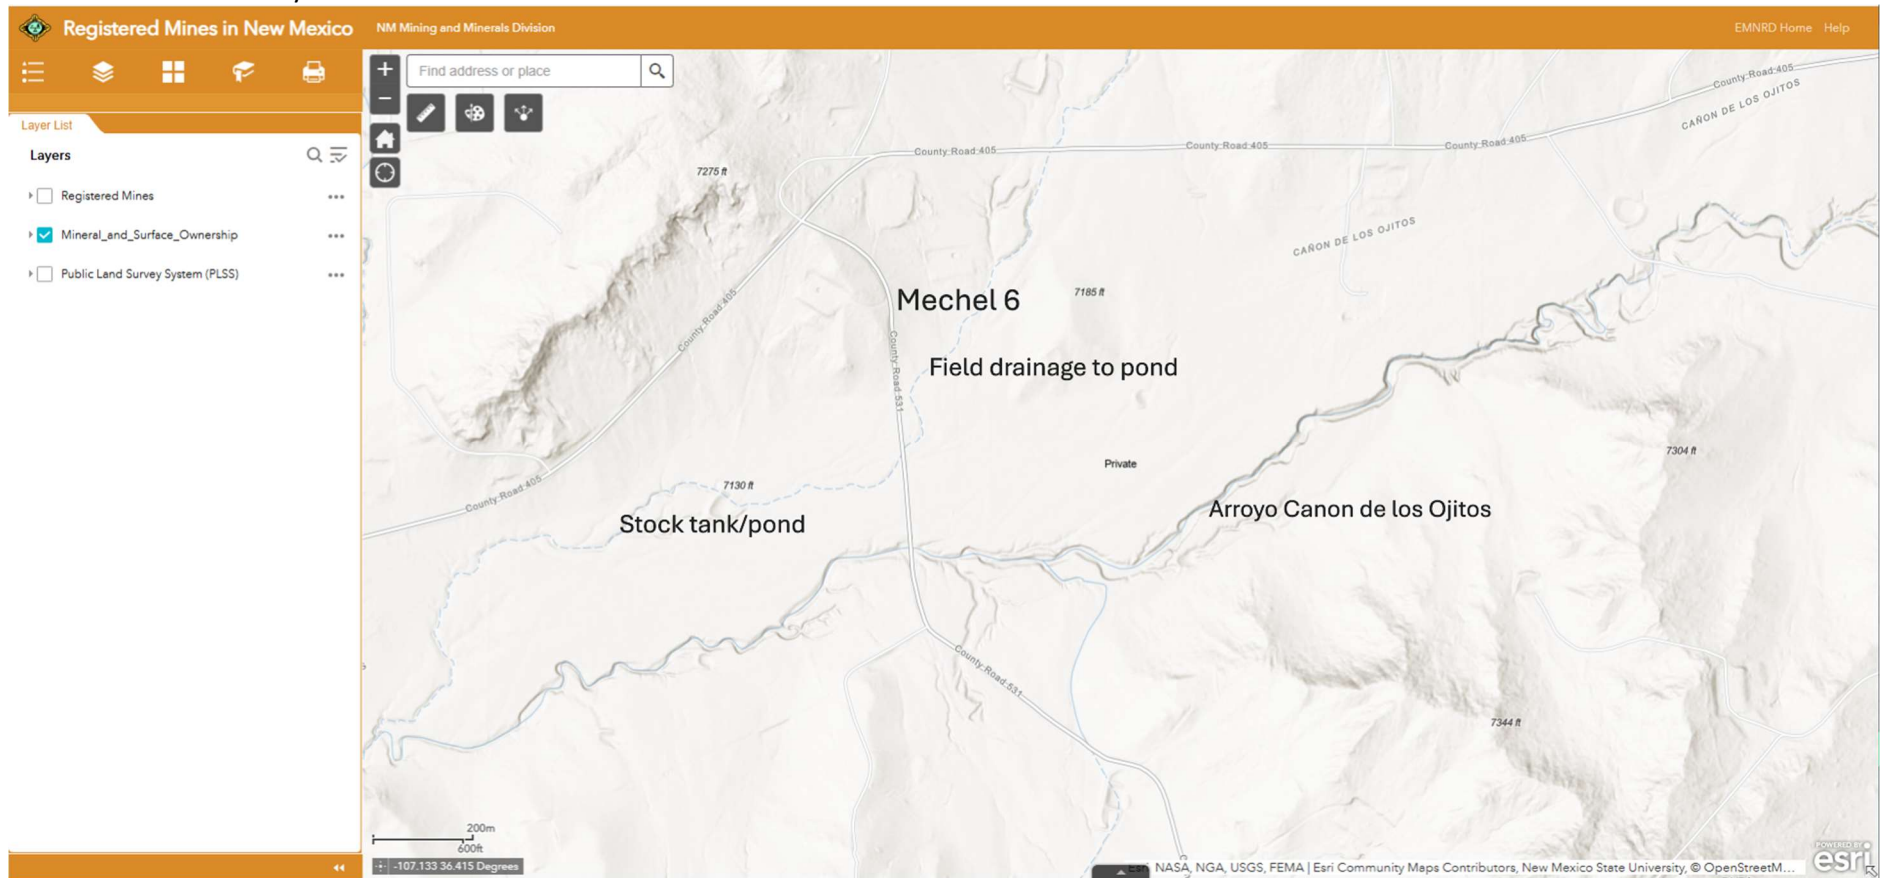 Registered Mines in New Mexico
NM Mining and Minerals Division
EMNRD Home
Help
Find address or place
Layer List
Layers
Registered Mines
Mineral_and_Surface_Ownership
Public Land Survey System (PLSS)
County Road 405
CAÑON DE LOS OJITOS
County Road 405
County Road 405
County Road 405
7275 ft
CAÑON DE LOS OJITOS
7185 ft
Mechel 6
County Road 405
County Road 531
Field drainage to pond
7304 ft
Private
7130 ft
County Road 405
Arroyo Canon de los Ojitos
Stock tank/pond
County Road 531
7344 ft
200m
600ft
-107.133 36.415 Degrees
Esri, NASA, NGA, USGS, FEMA | Esri Community Maps Contributors, New Mexico State University, © OpenStreetM...
POWERED BY
esri